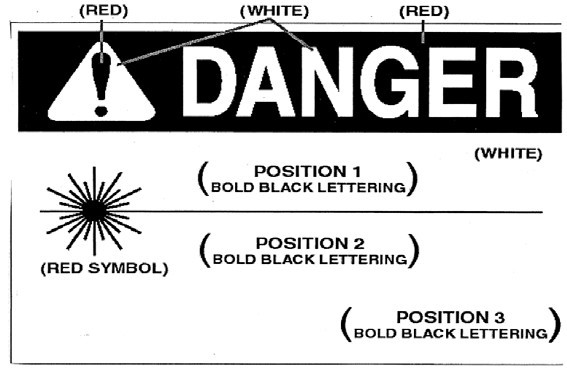 (RED) (WHITE) (RED)
! DANGER
(WHITE)
( POSITION 1
BOLD BLACK LETTERING )
( POSITION 2
BOLD BLACK LETTERING )
(RED SYMBOL)
( POSITION 3
BOLD BLACK LETTERING )